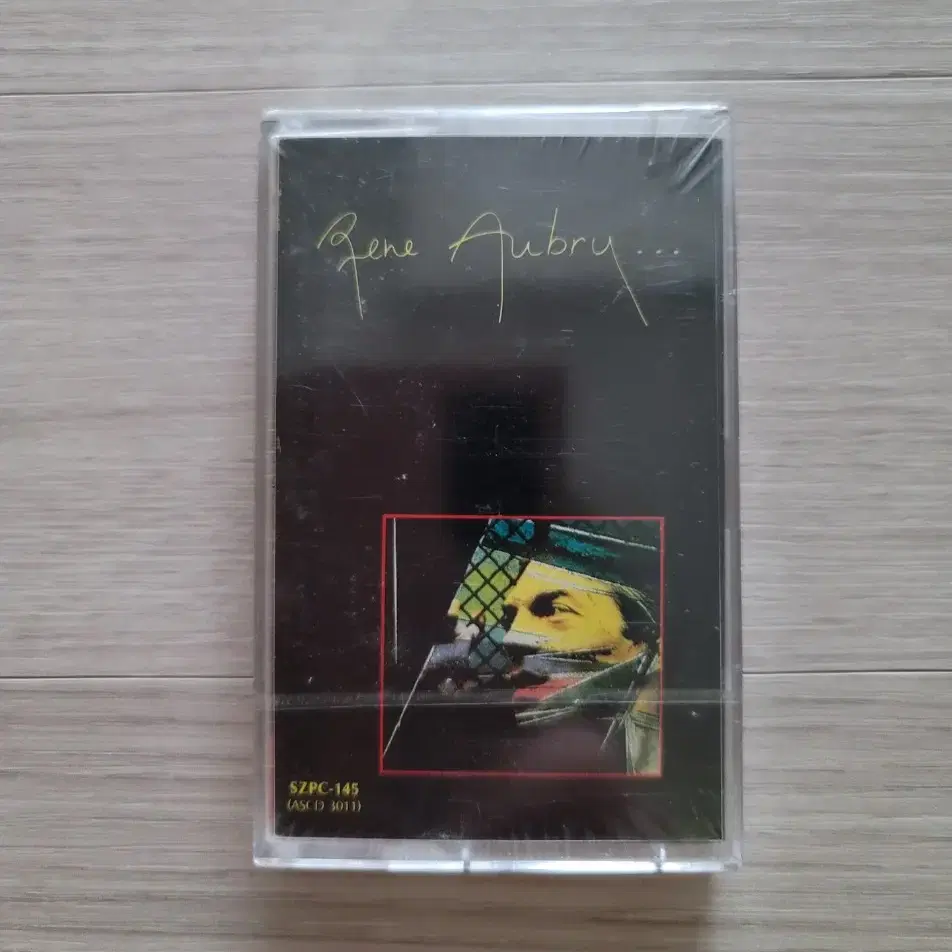 Rene Aubry...
SZPC-145
(ASCD 3011)